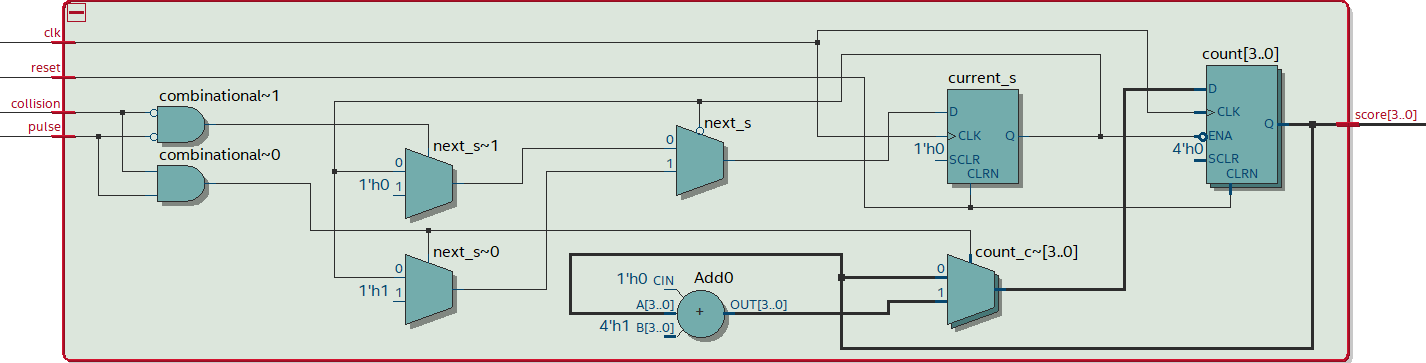 clk
reset
collision
pulse
combinational~1
combinational~0
next_s~1
0
1'h0
1
next_s~0
0
1'h1
1
next_s
0
1
current_s
D
CLK
Q
1'h0
SCLR
CLRN
count[3..0]
D
CLK
Q
ENA
4'h0
SCLR
CLRN
score[3..0]
Add0
1'h0 CIN
A[3..0]
+
OUT[3..0]
4'h1 B[3..0]
count_c~[3..0]
0
1